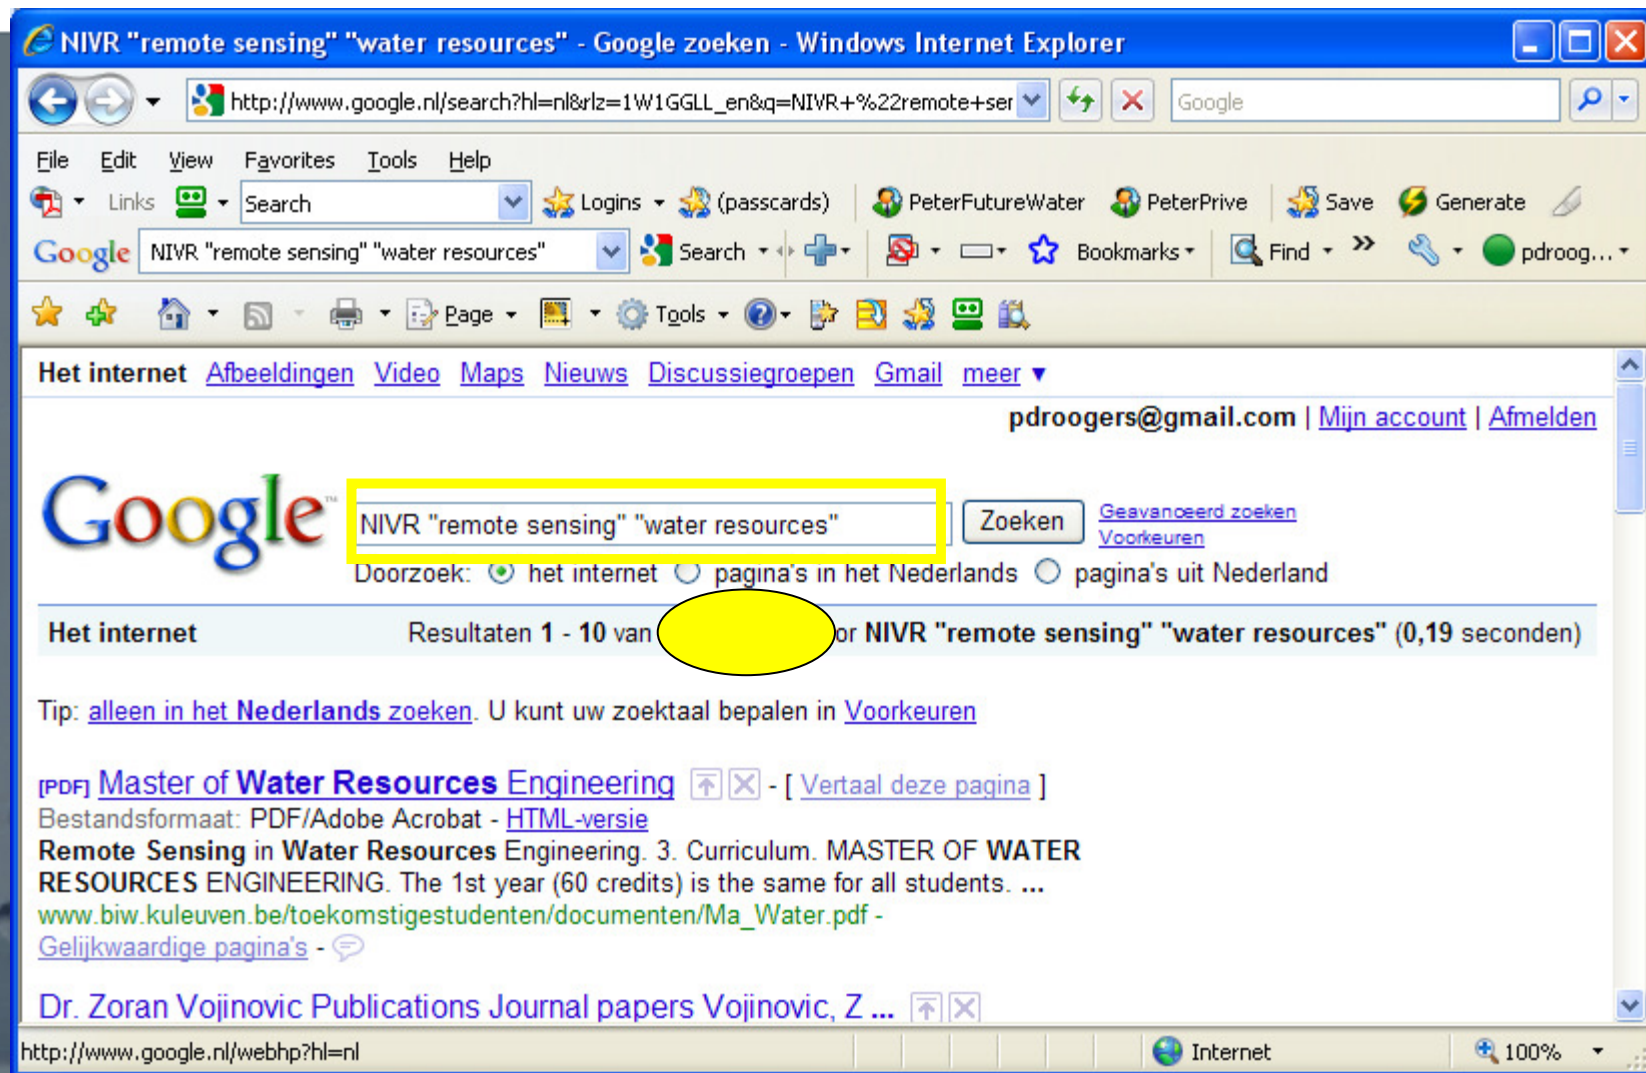 NIVR "remote sensing" "water resources" - Google zoeken - Windows Internet Explorer
http://www.google.nl/search?hl=nl&rlz=1W1GGLL_en&q=NIVR+%22remote+ser Google
File Edit View Favorites Tools Help
Links Search Logins (passcards) PeterFutureWater PeterPrive Save Generate
Google NIVR "remote sensing" "water resources" Search Bookmarks Find >> pdroog...
Page Tools
Het internet Afbeeldingen Video Maps Nieuws Discussiegroepen Gmail meer ▼
pdroogers@gmail.com | Mijn account | Afmelden
Google™ NIVR "remote sensing" "water resources" Zoeken Geavanceerd zoeken
Voorkeuren
Doorzoek: het internet pagina's in het Nederlands pagina's uit Nederland
Het internet Resultaten 1 - 10 van or NIVR "remote sensing" "water resources" (0,19 seconden)
Tip: alleen in het Nederlands zoeken. U kunt uw zoektaal bepalen in Voorkeuren
[PDF] Master of Water Resources Engineering - [ Vertaal deze pagina ]
Bestandsformaat: PDF/Adobe Acrobat - HTML-versie
Remote Sensing in Water Resources Engineering. 3. Curriculum. MASTER OF WATER
RESOURCES ENGINEERING. The 1st year (60 credits) is the same for all students. ...
www.biw.kuleuven.be/toekomstigestudenten/documenten/Ma_Water.pdf -
Gelijkwaardige pagina's -
Dr. Zoran Vojinovic Publications Journal papers Vojinovic, Z ...
http://www.google.nl/webhp?hl=nl Internet 100%